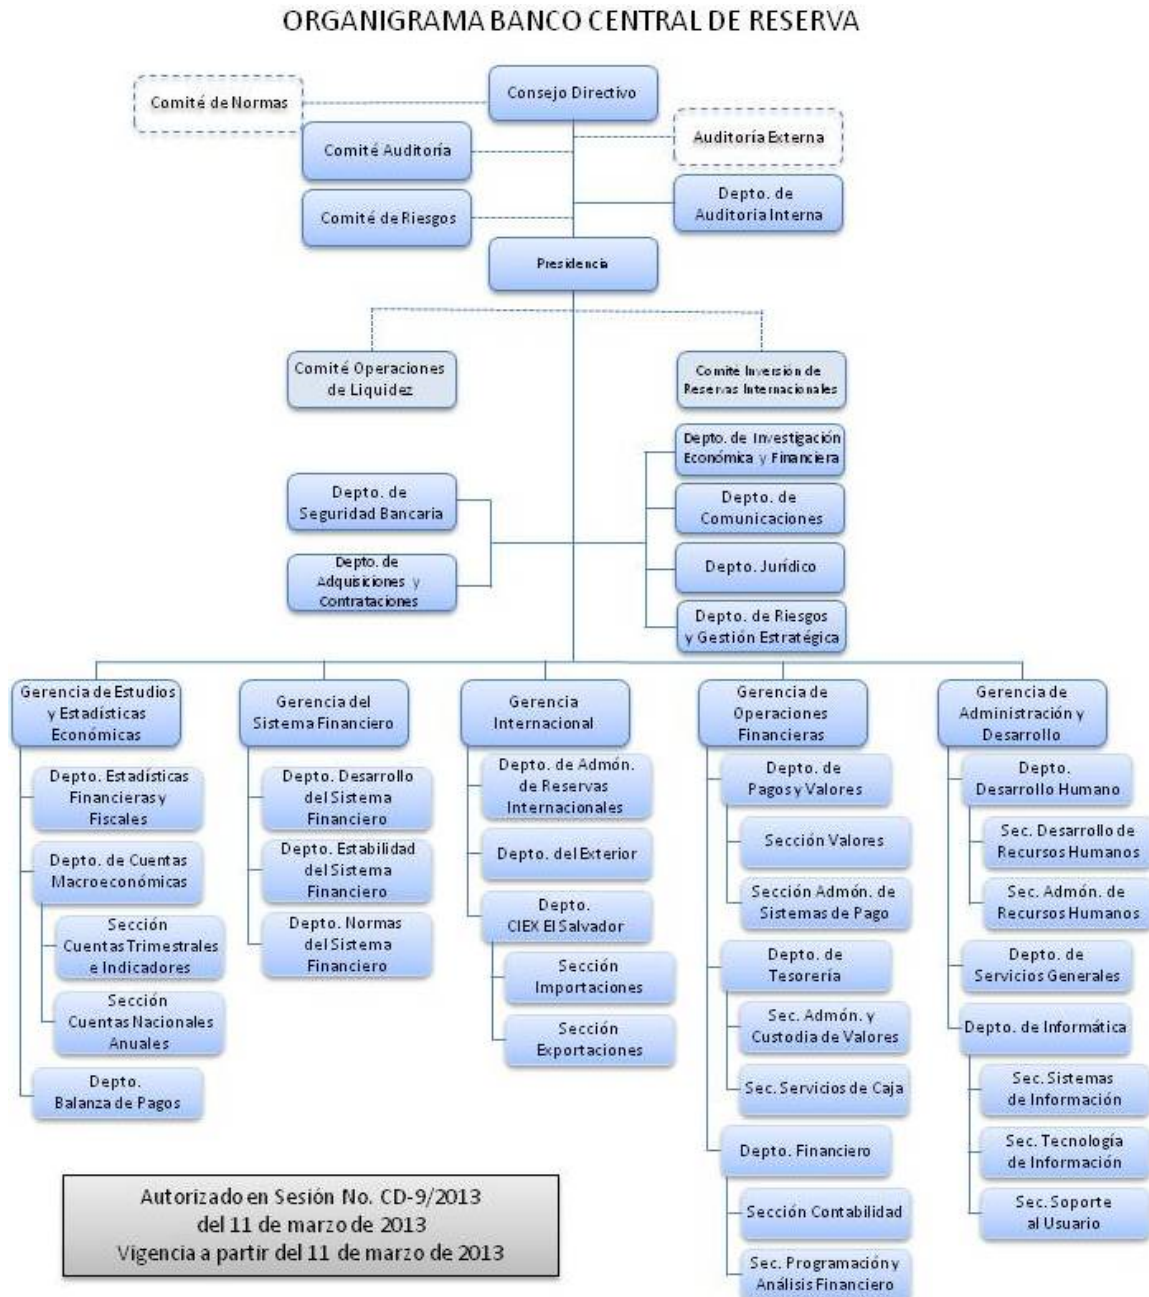 ORGANIGRAMA BANCO CENTRAL DE RESERVA
Consejo Directivo
Comité de Normas
Auditoría Externa
Comité Auditoría
Depto. de
Auditoria Interna
Comité de Riesgos
Presidencia
Comité Operaciones
de Liquidez
Comité Inversión de
Reservas Internacionales
Depto. de Investigación
Económica y Financiera
Depto. de
Seguridad Bancaria
Depto. de
Comunicaciones
Depto. de
Adquisiciones y
Contrataciones
Depto. Jurídico
Depto. de Riesgos
y Gestión Estratégica
Gerencia de Estudios
y Estadísticas
Económicas
Depto. Estadísticas
Financieras y
Fiscales
Depto. de Cuentas
Macroeconómicas
Sección
Cuentas Trimestrales
e Indicadores
Sección
Cuentas Nacionales
Anuales
Depto.
Balanza de Pagos
Gerencia del
Sistema Financiero
Depto. Desarrollo
del Sistema
Financiero
Depto. Estabilidad
del Sistema
Financiero
Depto. Normas
del Sistema
Financiero
Gerencia
Internacional
Depto. de Admón.
de Reservas
Internacionales
Depto. del Exterior
Depto.
CIEX El Salvador
Sección
Importaciones
Sección
Exportaciones
Gerencia de
Operaciones
Financieras
Depto. de
Pagos y Valores
Sección Valores
Sección Admón. de
Sistemas de Pago
Depto. de
Tesorería
Sec. Admón. y
Custodia de Valores
Sec. Servicios de Caja
Depto. Financiero
Sección Contabilidad
Sec. Programación y
Análisis Financiero
Gerencia de
Administración y
Desarrollo
Depto.
Desarrollo Humano
Sec. Desarrollo de
Recursos Humanos
Sec. Admón. de
Recursos Humanos
Depto. de
Servicios Generales
Depto. de Informática
Sec. Sistemas
de Información
Sec. Tecnología
de Información
Sec. Soporte
al Usuario
Autorizado en Sesión No. CD-9/2013
del 11 de marzo de 2013
Vigencia a partir del 11 de marzo de 2013